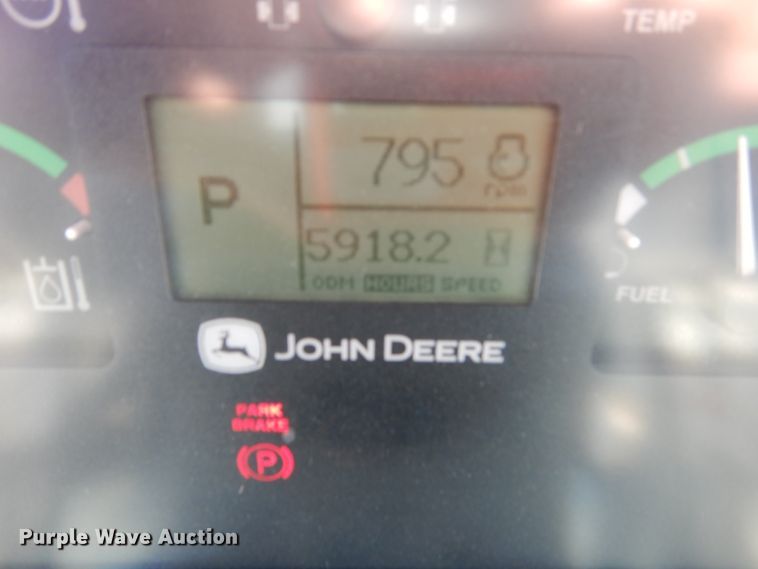 TEMP
795
rpm
P
5918.2
ODM HOURS SPEED
FUEL
JOHN DEERE
PARK
BRAKE
P
Purple Wave Auction